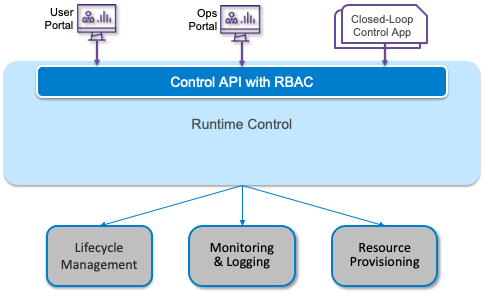 User
Portal
Ops
Portal
Closed-Loop
Control App
Control API with RBAC
Runtime Control
Lifecycle
Management
Monitoring
& Logging
Resource
Provisioning